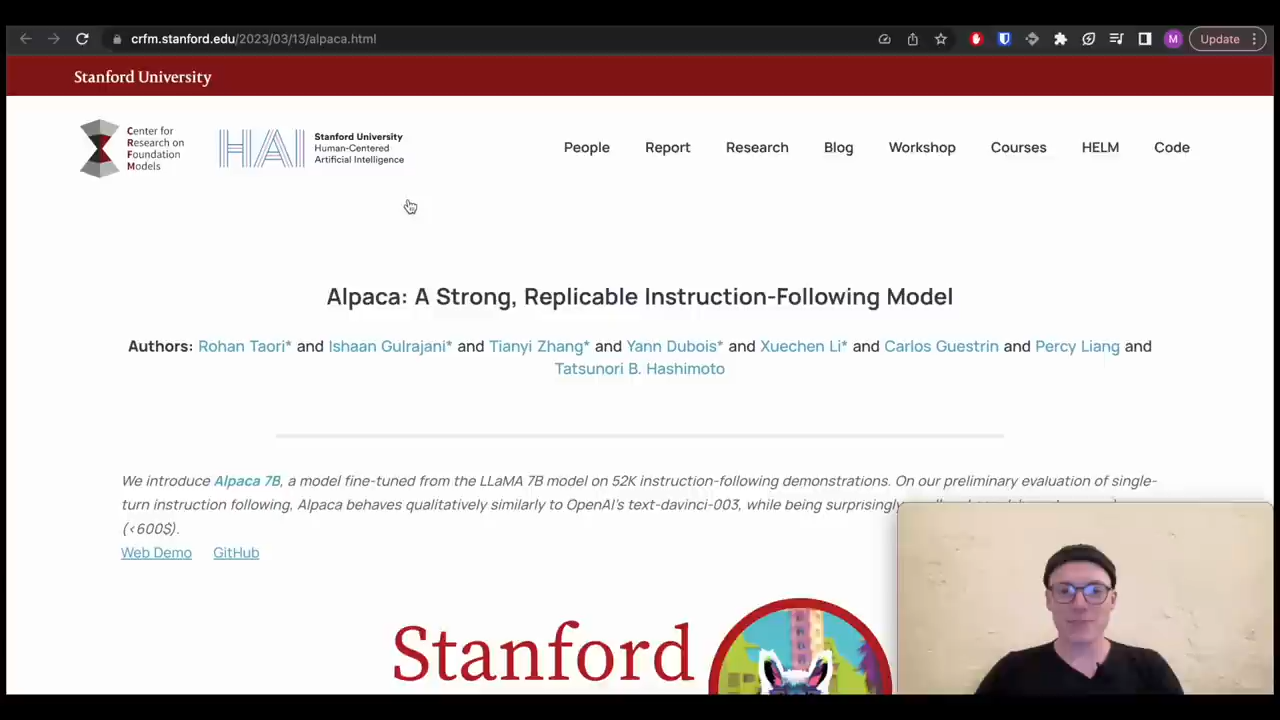 crfm.stanford.edu/2023/03/13/alpaca.html
M
Update
Stanford University
Center for
Research on
Foundation
Models
HAI
Stanford University
Human-Centered
Artificial Intelligence
People
Report
Research
Blog
Workshop
Courses
HELM
Code
Alpaca: A Strong, Replicable Instruction-Following Model
Authors: Rohan Taori* and Ishaan Gulrajani* and Tianyi Zhang* and Yann Dubois* and Xuechen Li* and Carlos Guestrin and Percy Liang and
Tatsunori B. Hashimoto
We introduce Alpaca 7B, a model fine-tuned from the LLaMA 7B model on 52K instruction-following demonstrations. On our preliminary evaluation of single-
turn instruction following, Alpaca behaves qualitatively similarly to OpenAI's text-davinci-003, while being surprisingly
(<600$).
Web Demo
GitHub
Stanford